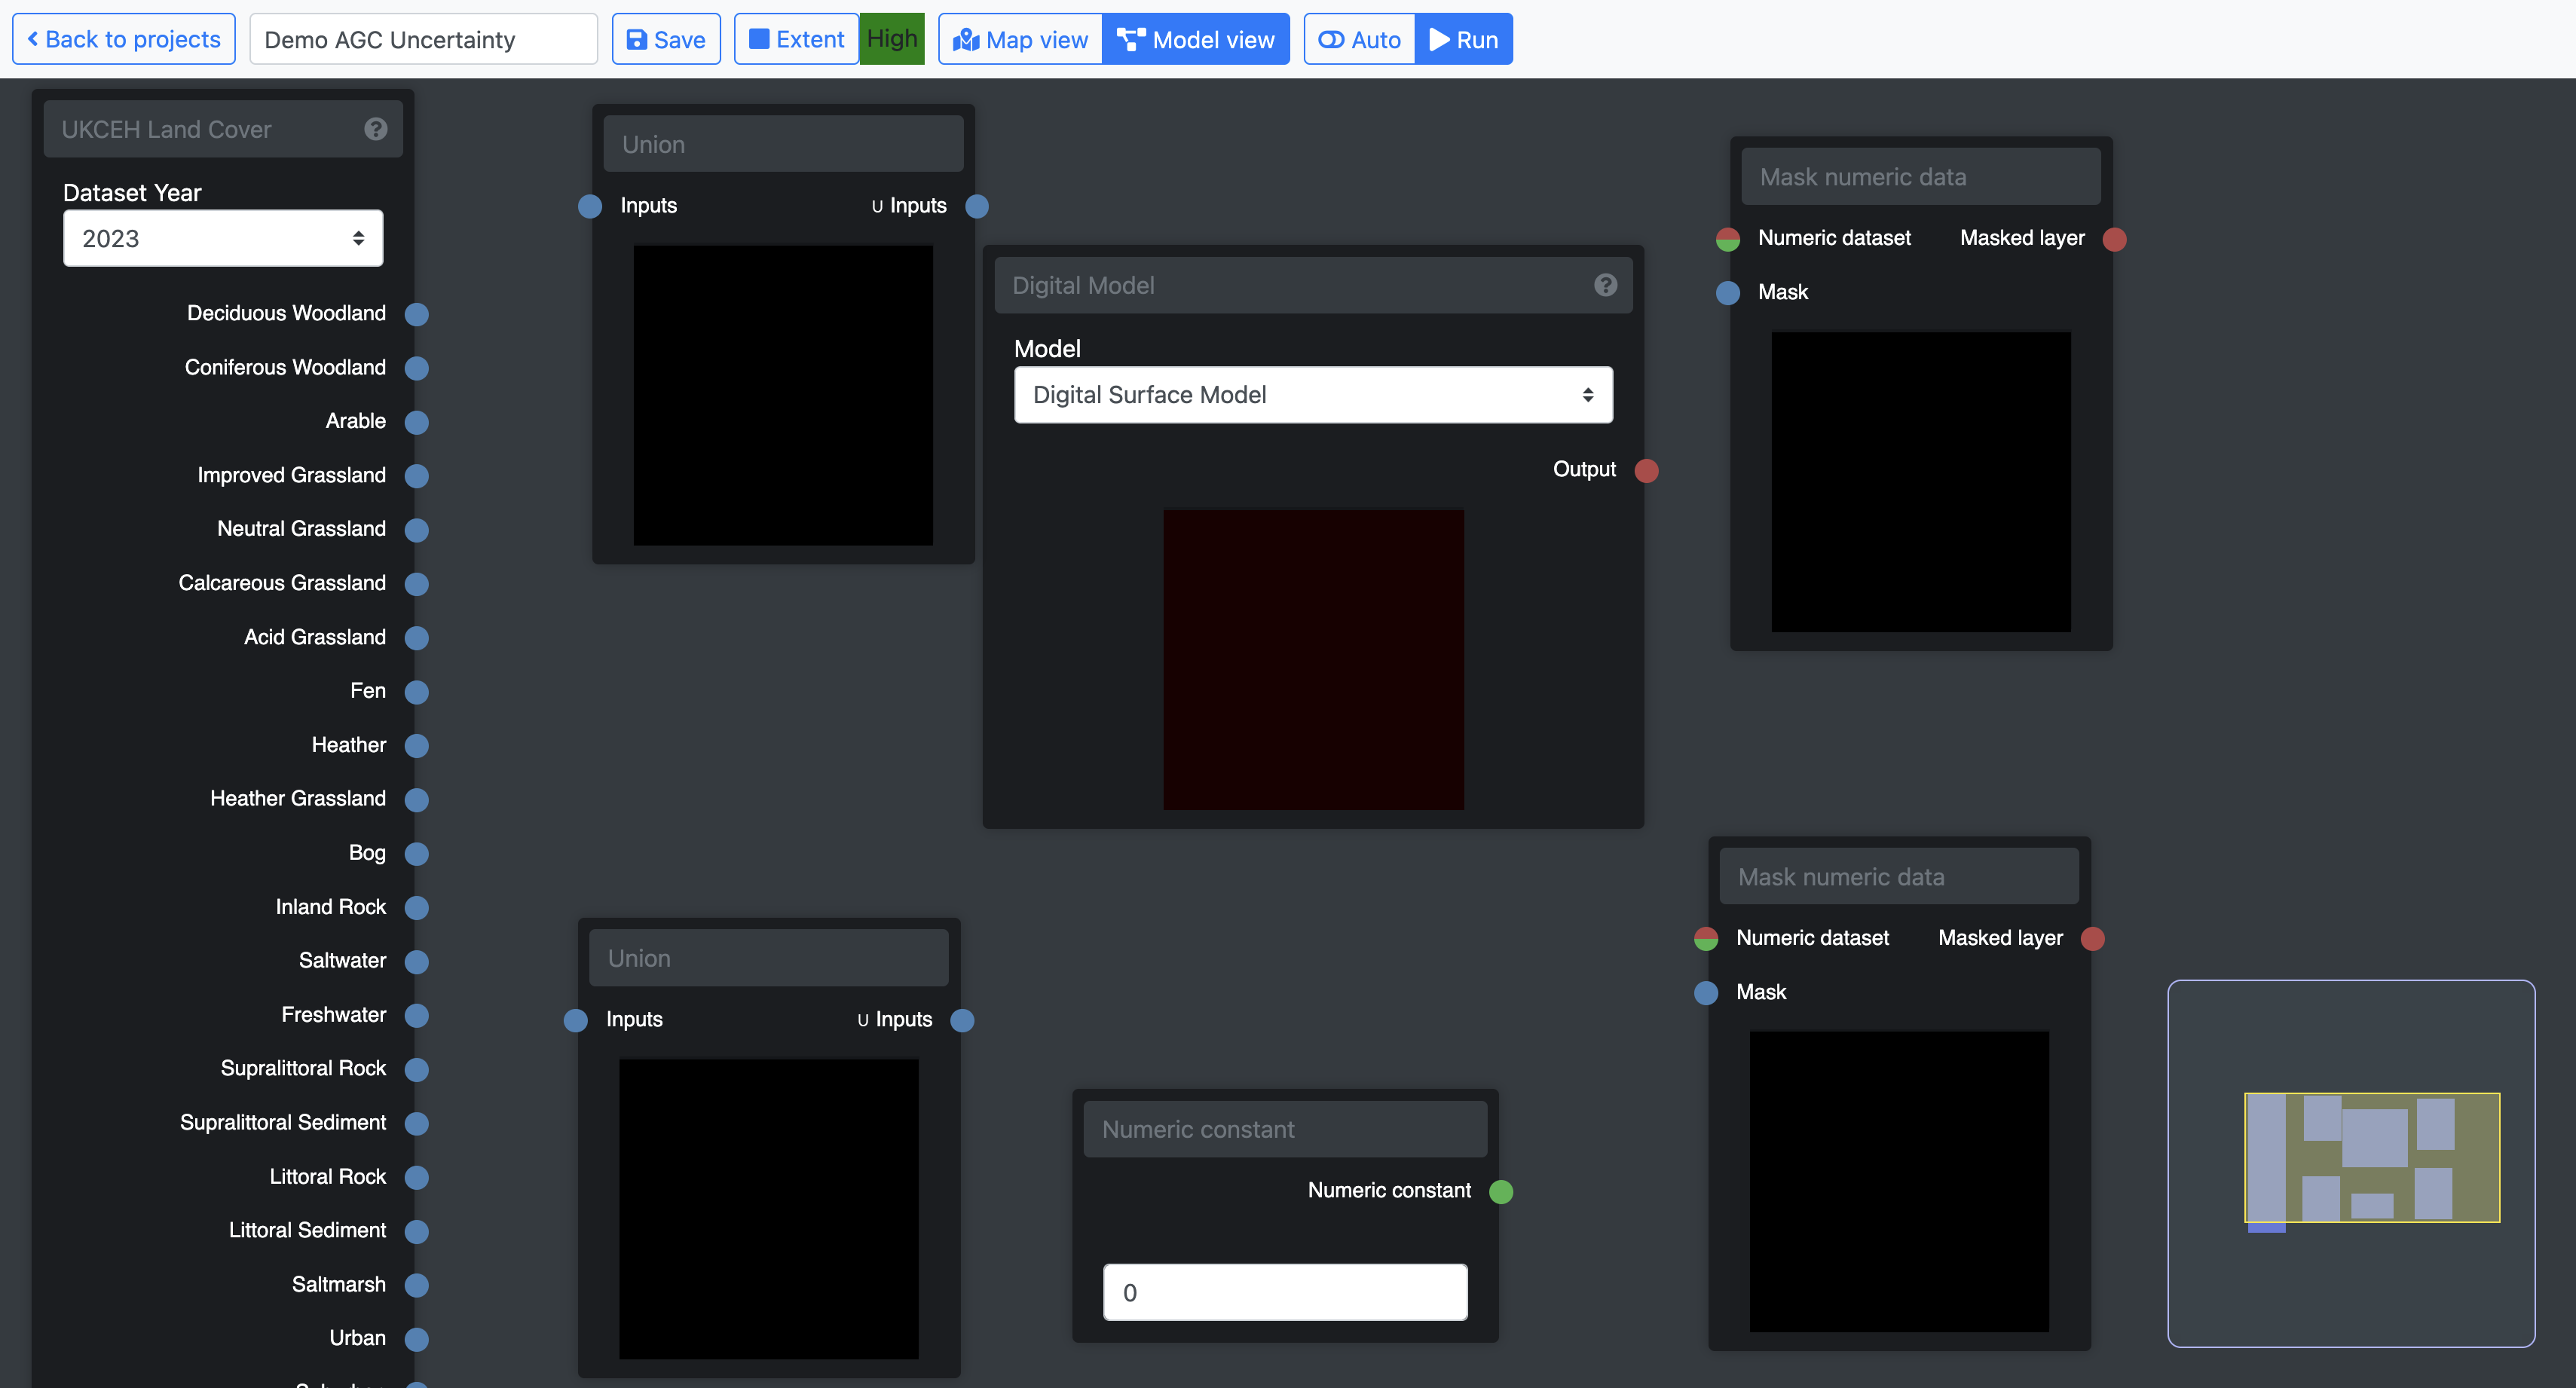 Back to projects
Demo AGC Uncertainty
Save
Extent
High
Map view
Model view
Auto
Run
UKCEH Land Cover
Dataset Year
2023
Deciduous Woodland
Coniferous Woodland
Arable
Improved Grassland
Neutral Grassland
Calcareous Grassland
Acid Grassland
Fen
Heather
Heather Grassland
Bog
Inland Rock
Saltwater
Freshwater
Supralittoral Rock
Supralittoral Sediment
Littoral Rock
Littoral Sediment
Saltmarsh
Urban
Union
Inputs
∪ Inputs
Digital Model
Model
Digital Surface Model
Output
Mask numeric data
Numeric dataset
Masked layer
Mask
Union
Inputs
∪ Inputs
Numeric constant
Numeric constant
0
Mask numeric data
Numeric dataset
Masked layer
Mask